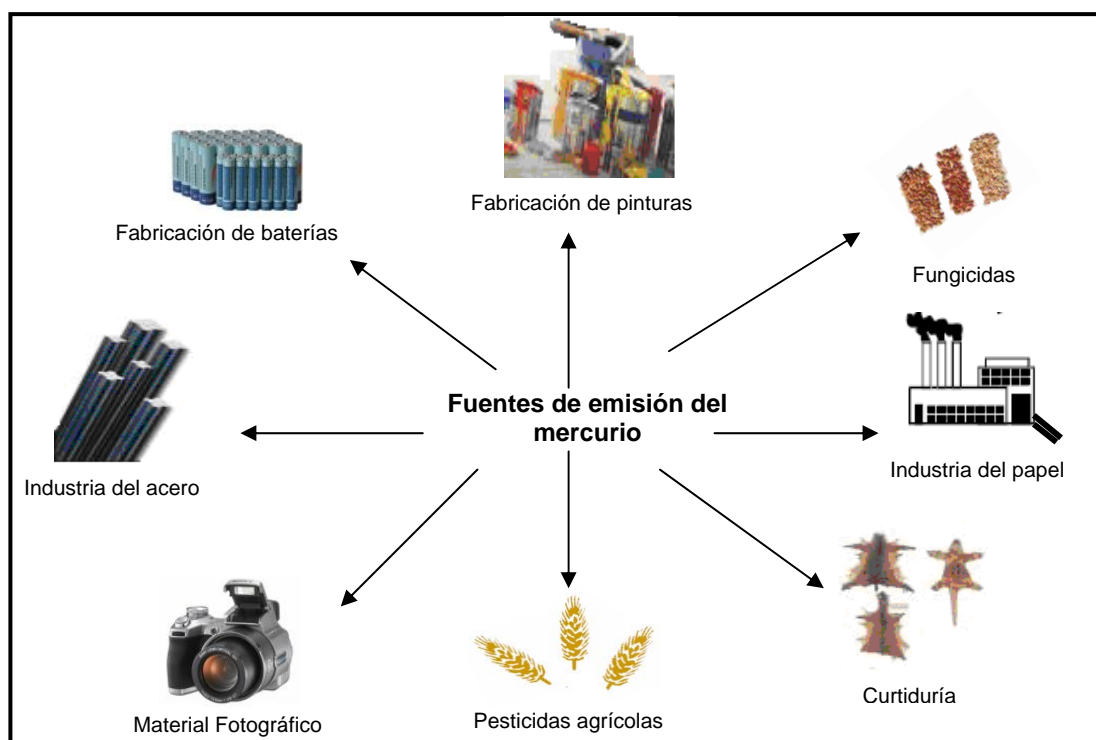 Fabricación de pinturas
Fabricación de baterías
Fungicidas
Fuentes de emisión del
mercurio
Industria del acero
Industria del papel
Material Fotográfico
Pesticidas agrícolas
Curtiduría